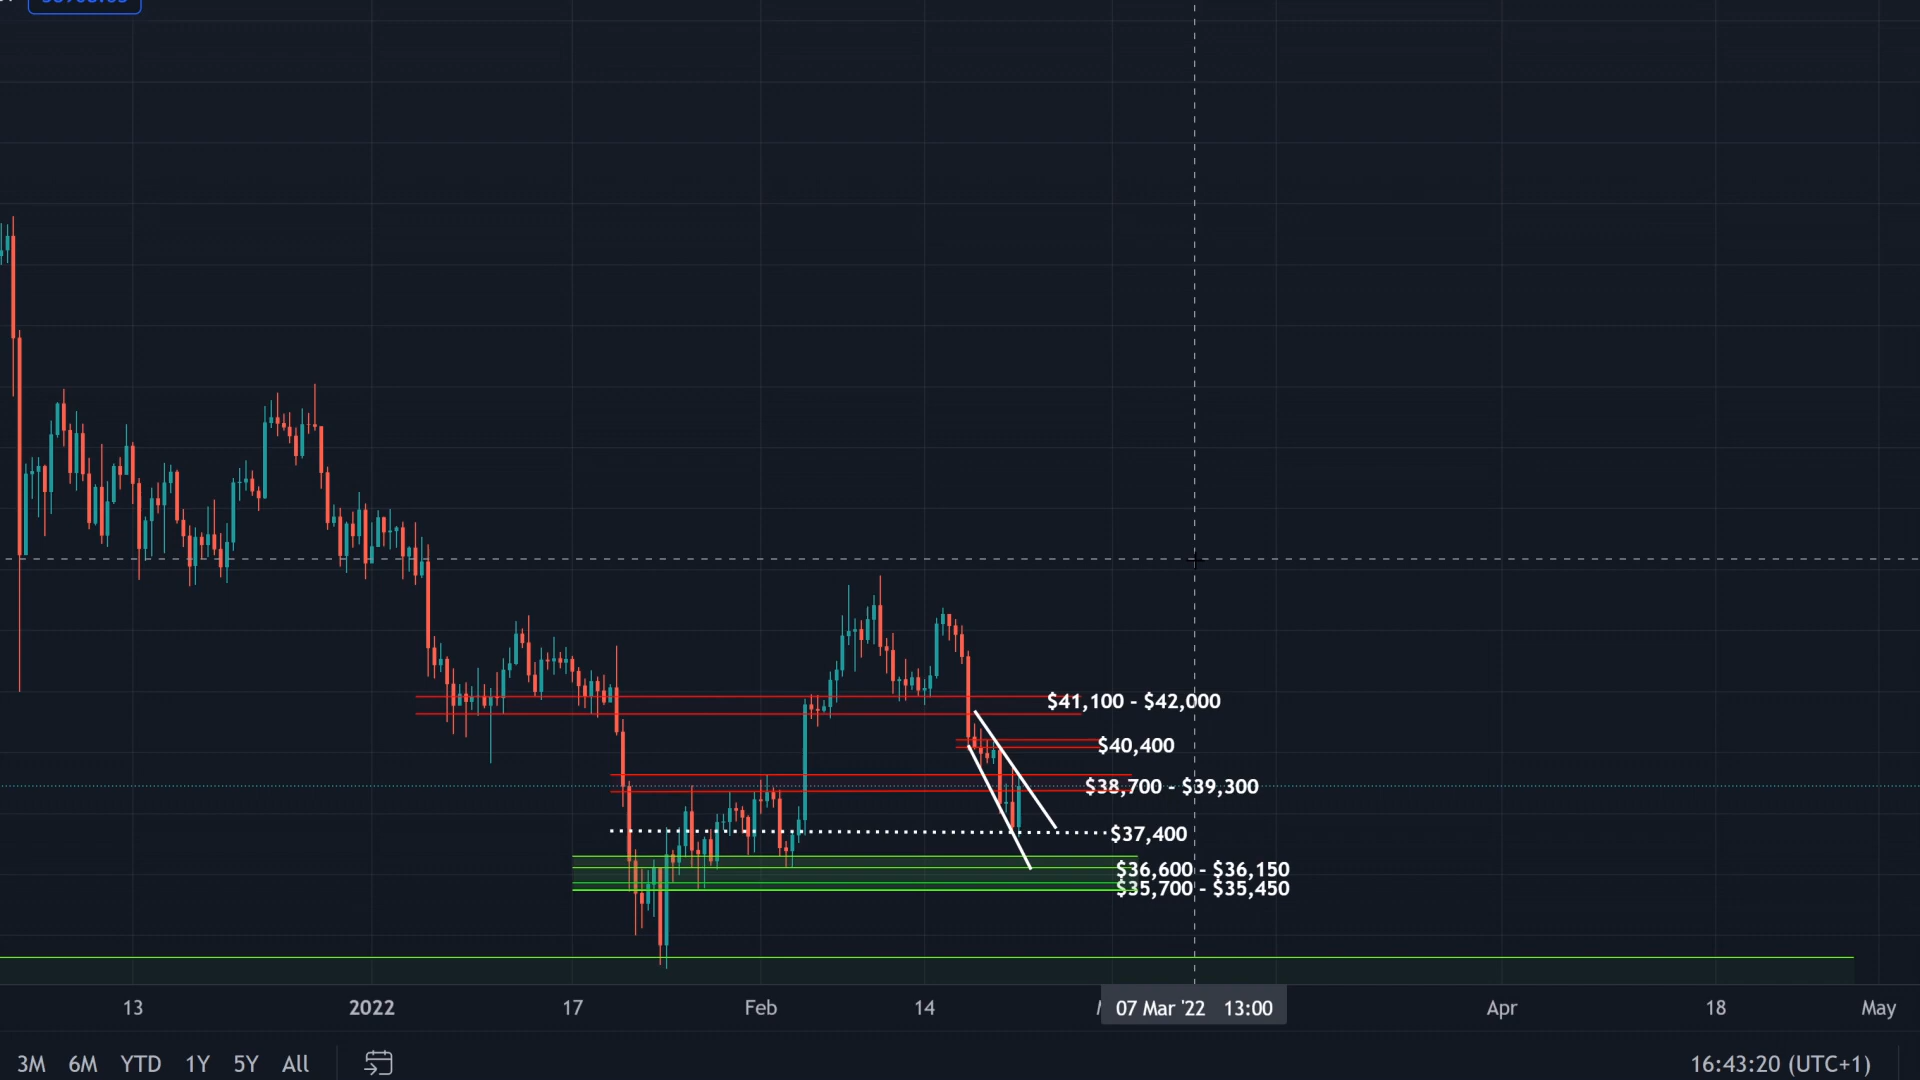 $41,100 - $42,000
$40,400
$38,700 - $39,300
$37,400
$36,600 - $36,150
$35,700 - $35,450
13 2022 17 Feb 14 07 Mar '22 13:00 Apr 18 May
3M 6M YTD 1Y 5Y All 16:43:20 (UTC+1)